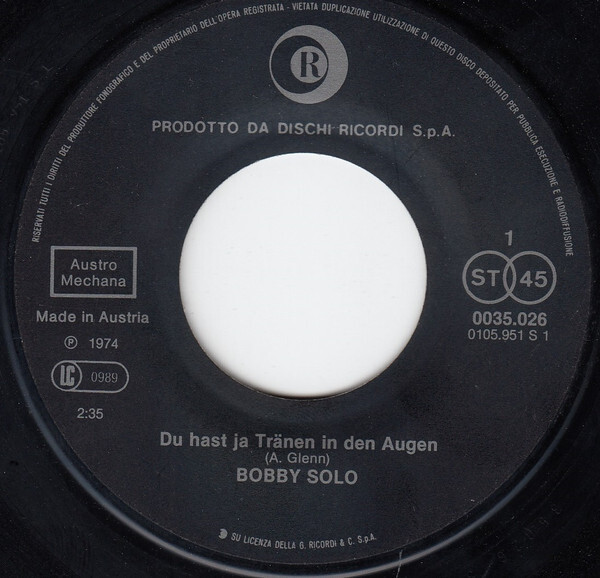 RISERVATI TUTTI I DIRITTI DEL PRODUTTORE FONOGRAFICO E DEL PROPRIETARIO DELL'OPERA REGISTRATA - VIETATA DUPLICAZIONE UTILIZZAZIONE DI QUESTO DISCO DEPOSITATO PER PUBBLICA ESECUZIONE E RADIODIFFUSIONE
R
PRODOTTO DA DISCHI RICORDI S.p.A.
Austro
Mechana
Made in Austria
℗ 1974
LC 0989
2:35
1
ST 45
0035.026
0105.951 S 1
Du hast ja Tränen in den Augen
(A. Glenn)
BOBBY SOLO
SU LICENZA DELLA G. RICORDI & C. S.p.A.